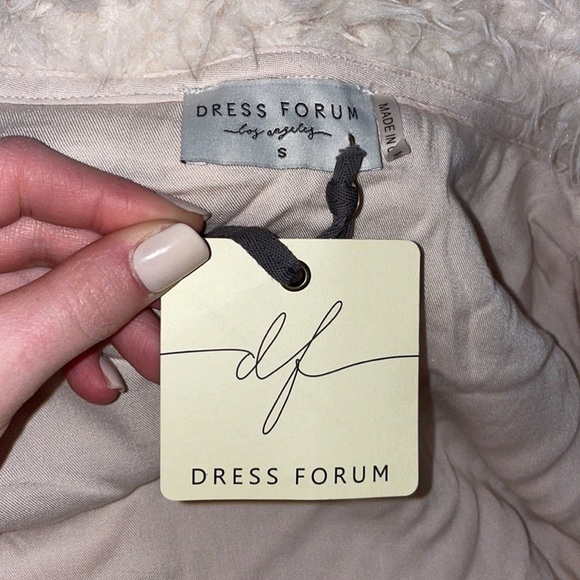 DRESS FORUM
los angeles
S
MADE IN
df
DRESS FORUM